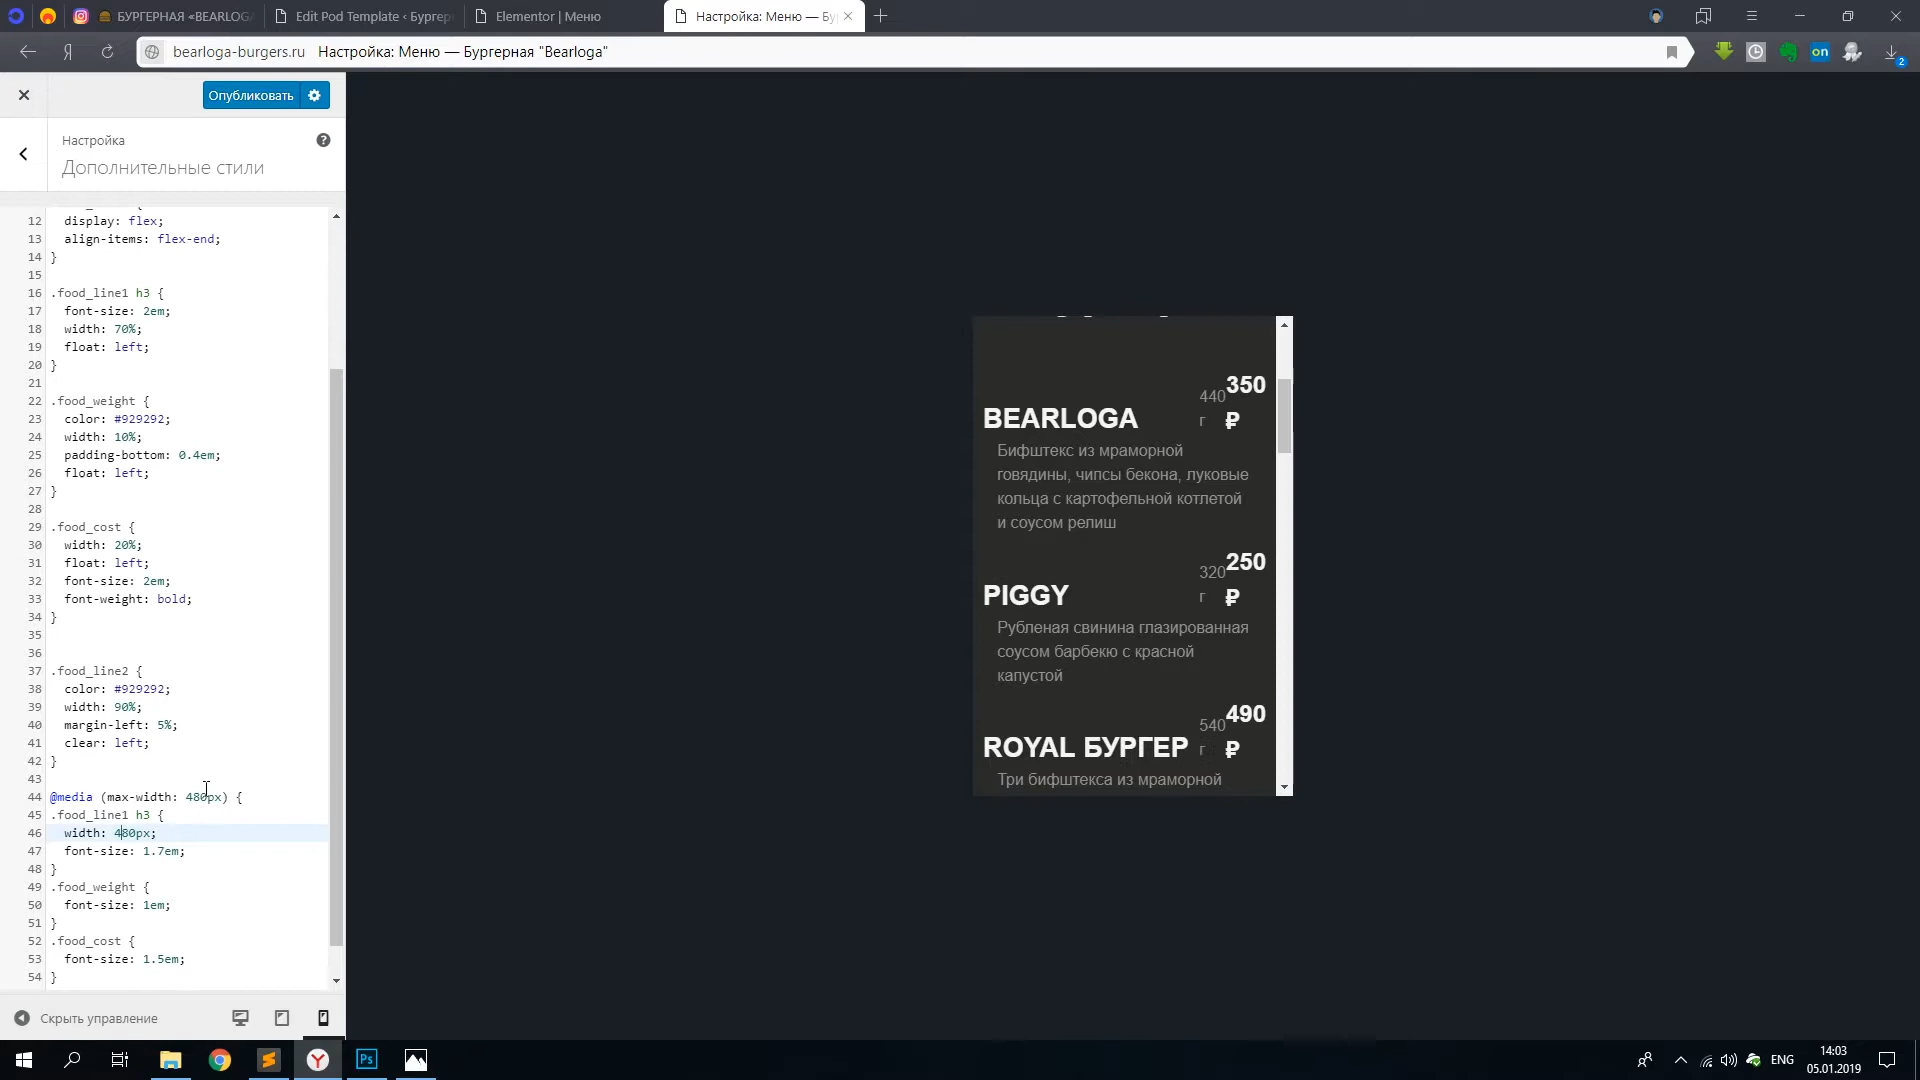 БУРГЕРНАЯ «BEARLOGA
Edit Pod Template ‹ Бургерн
Elementor | Меню
Настройка: Меню — Бу
bearloga-burgers.ru Настройка: Меню — Бургерная "Bearloga"
on
2
Опубликовать
Настройка
Дополнительные стили
12 display: flex;
13 align-items: flex-end;
14 }
15
16 .food_line1 h3 {
17 font-size: 2em;
18 width: 70%;
19 float: left;
20 }
21
22 .food_weight {
23 color: #929292;
24 width: 10%;
25 padding-bottom: 0.4em;
26 float: left;
27 }
28
29 .food_cost {
30 width: 20%;
31 float: left;
32 font-size: 2em;
33 font-weight: bold;
34 }
35
36
37 .food_line2 {
38 color: #929292;
39 width: 90%;
40 margin-left: 5%;
41 clear: left;
42 }
43
44 @media (max-width: 480px) {
45 .food_line1 h3 {
46 width: 480px;
47 font-size: 1.7em;
48 }
49 .food_weight {
50 font-size: 1em;
51 }
52 .food_cost {
53 font-size: 1.5em;
54 }
Скрыть управление
BEARLOGA 440 г 350 ₽
Бифштекс из мраморной
говядины, чипсы бекона, луковые
кольца с картофельной котлетой
и соусом релиш
PIGGY 320 г 250 ₽
Рубленая свинина глазированная
соусом барбекю с красной
капустой
ROYAL БУРГЕР 540 г 490 ₽
Три бифштекса из мраморной
Ps
ENG
14:03
05.01.2019